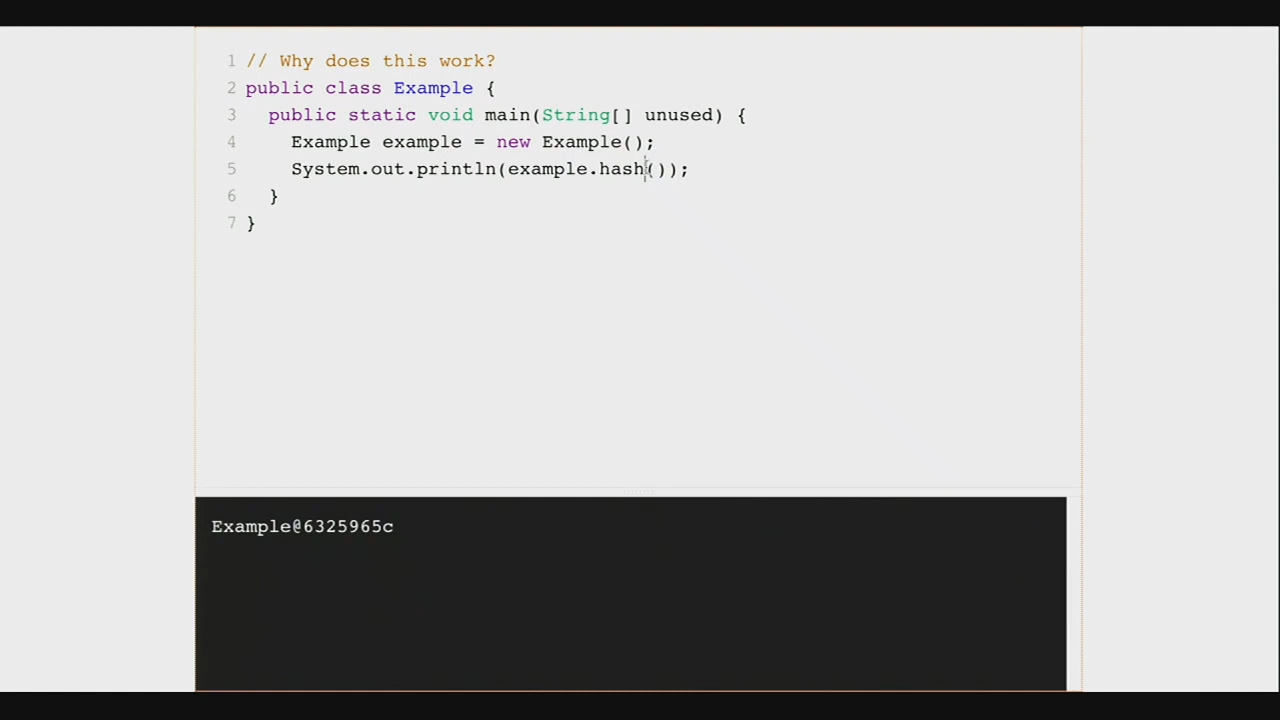 1 // Why does this work?
2 public class Example {
3 public static void main(String[] unused) {
4 Example example = new Example();
5 System.out.println(example.hash());
6 }
7 }
Example@6325965c